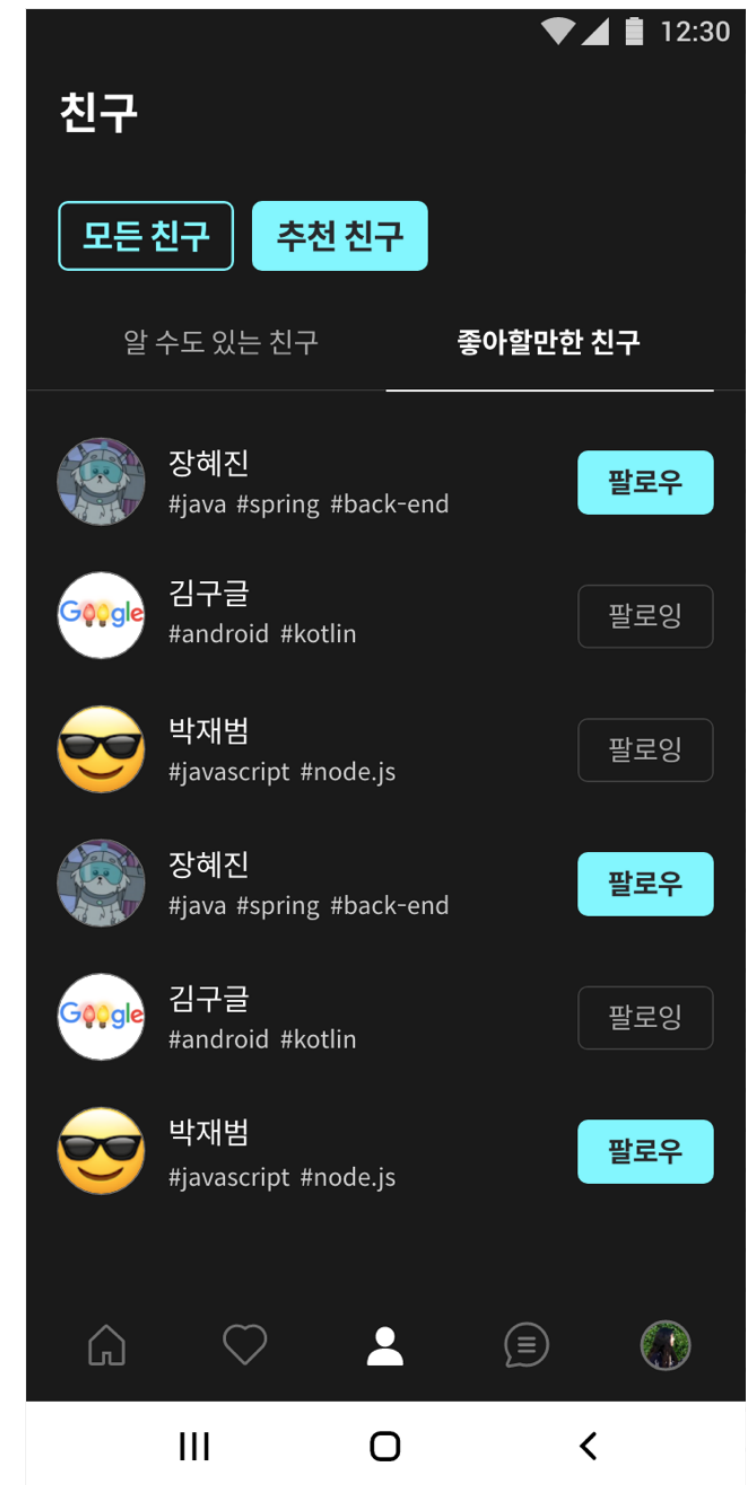 12:30
친구
모든 친구 추천 친구
알 수도 있는 친구 좋아할만한 친구
장혜진
#java #spring #back-end
팔로우
Google
김구글
#android #kotlin
팔로잉
박재범
#javascript #node.js
팔로잉
장혜진
#java #spring #back-end
팔로우
Google
김구글
#android #kotlin
팔로잉
박재범
#javascript #node.js
팔로우